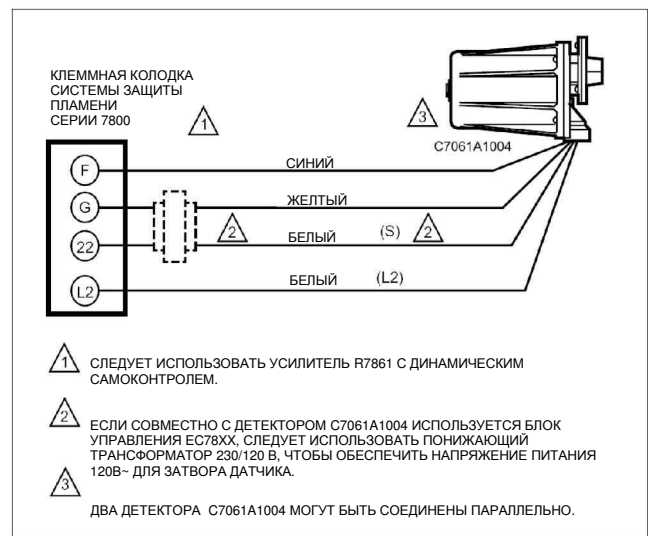 КЛЕММНАЯ КОЛОДКА
СИСТЕМЫ ЗАЩИТЫ
ПЛАМЕНИ
СЕРИИ 7800
1
3
C7061A1004
F
СИНИЙ
G
ЖЕЛТЫЙ
22
2
БЕЛЫЙ (S) 2
L2
БЕЛЫЙ (L2)
1 СЛЕДУЕТ ИСПОЛЬЗОВАТЬ УСИЛИТЕЛЬ R7861 С ДИНАМИЧЕСКИМ
САМОКОНТРОЛЕМ.
2
ЕСЛИ СОВМЕСТНО С ДЕТЕКТОРОМ C7061A1004 ИСПОЛЬЗУЕТСЯ БЛОК
УПРАВЛЕНИЯ EC78XX, СЛЕДУЕТ ИСПОЛЬЗОВАТЬ ПОНИЖАЮЩИЙ
ТРАНСФОРМАТОР 230/120 В, ЧТОБЫ ОБЕСПЕЧИТЬ НАПРЯЖЕНИЕ ПИТАНИЯ
120В~ ДЛЯ ЗАТВОРА ДАТЧИКА.
3
ДВА ДЕТЕКТОРА C7061A1004 МОГУТ БЫТЬ СОЕДИНЕНЫ ПАРАЛЛЕЛЬНО.